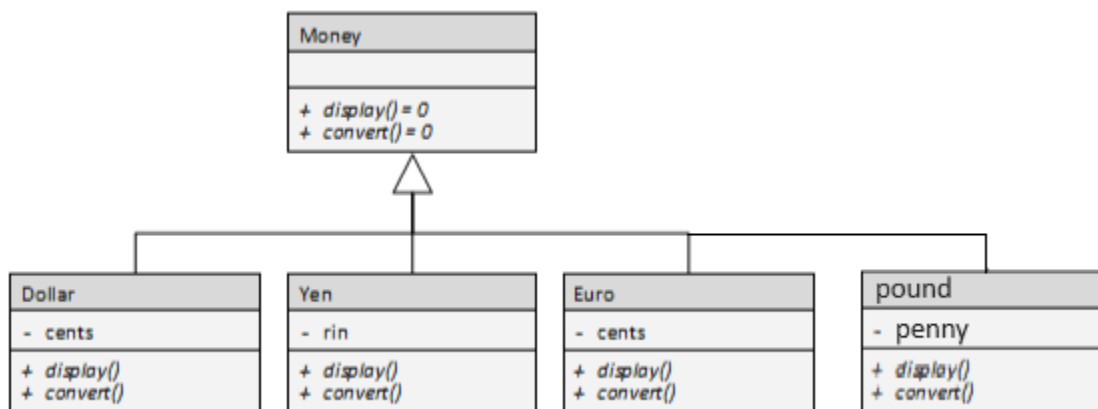 Money
+ display() = 0
+ convert() = 0
Dollar
- cents
+ display()
+ convert()
Yen
- rin
+ display()
+ convert()
Euro
- cents
+ display()
+ convert()
pound
- penny
+ display()
+ convert()